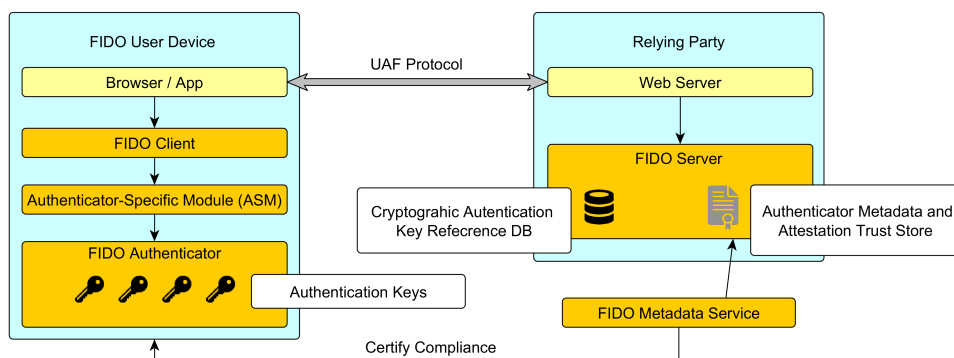 FIDO User Device
Browser / App
FIDO Client
Authenticator-Specific Module (ASM)
FIDO Authenticator
Authentication Keys
UAF Protocol
Relying Party
Web Server
FIDO Server
Cryptograhic Autentication
Key Refecrence DB
Authenticator Metadata and
Attestation Trust Store
FIDO Metadata Service
Certify Compliance